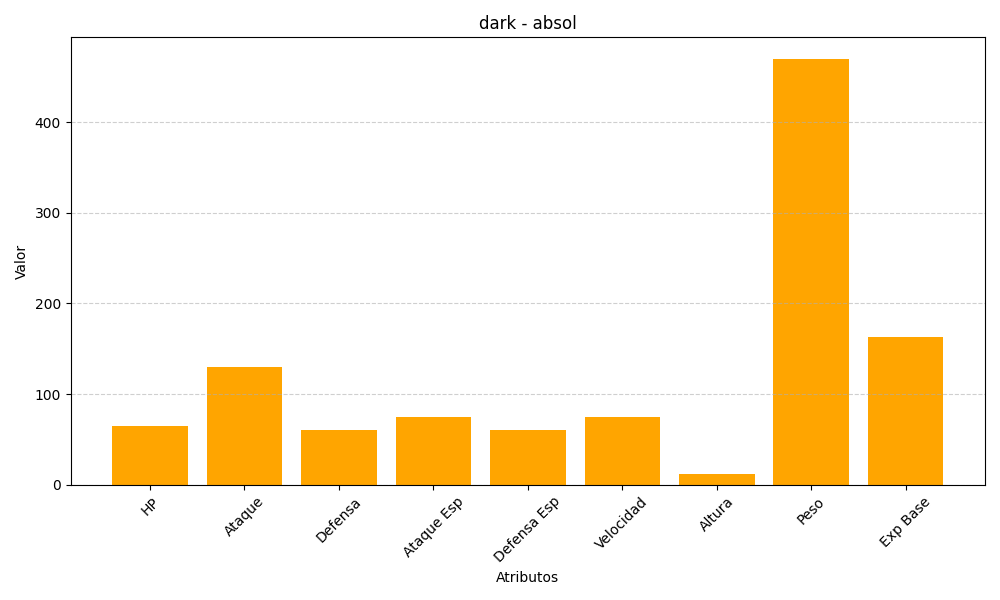 dark - absol
Valor
400
300
200
100
0
HP
Ataque
Defensa
Ataque Esp
Defensa Esp
Velocidad
Altura
Peso
Exp Base
Atributos